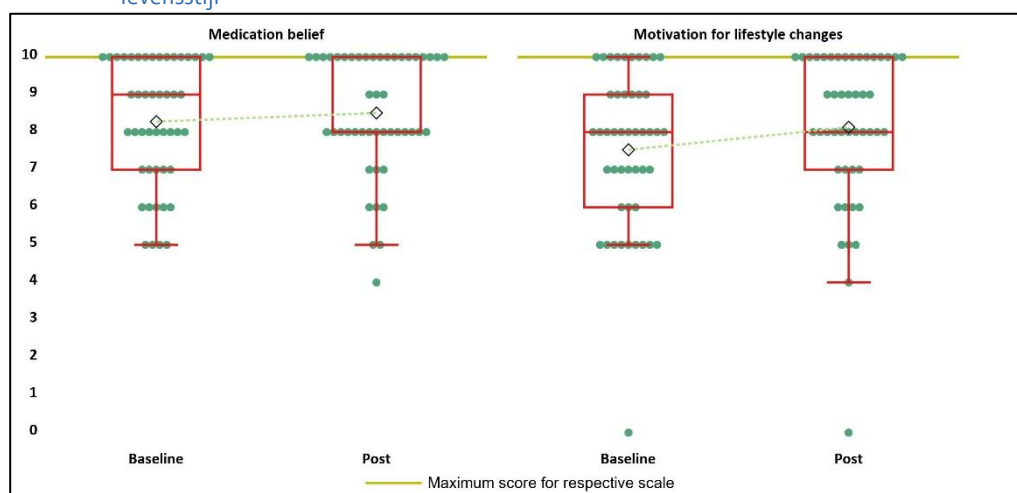 levensstijl
Medication belief
Motivation for lifestyle changes
10
9
8
7
6
5
4
3
2
1
0
Baseline
Post
Baseline
Post
Maximum score for respective scale